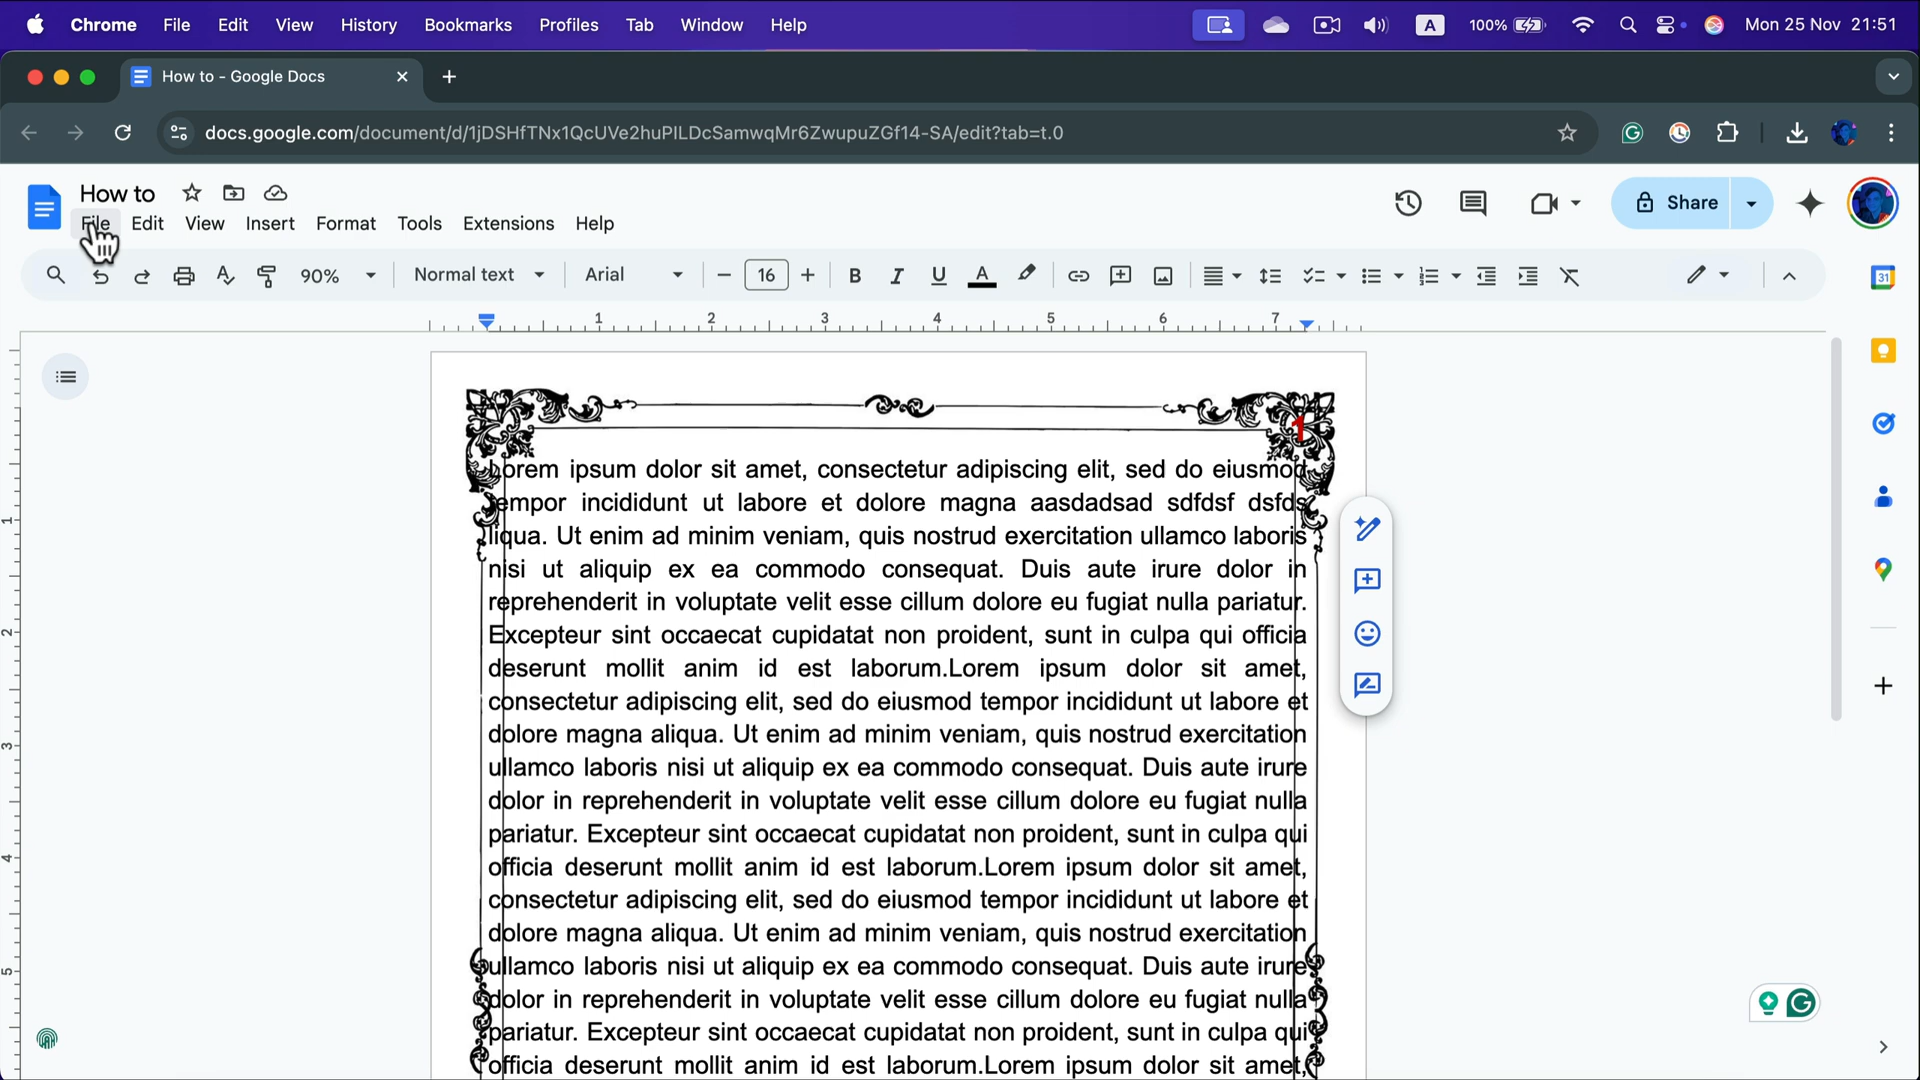 Chrome File Edit View History Bookmarks Profiles Tab Window Help A 100% Mon 25 Nov 21:51
How to - Google Docs
docs.google.com/document/d/1jDSHfTNx1QcUVe2huPILDcSamwqMr6ZwupuZGf14-SA/edit?tab=t.0
How to
File Edit View Insert Format Tools Extensions Help
Share
90% Normal text Arial 16 B I U A
31
1 2 3 4 5 6 7
1
Lorem ipsum dolor sit amet, consectetur adipiscing elit, sed do eiusmod
tempor incididunt ut labore et dolore magna aasdadsad sdfdsf dsfds
liqua. Ut enim ad minim veniam, quis nostrud exercitation ullamco laboris
nisi ut aliquip ex ea commodo consequat. Duis aute irure dolor in
reprehenderit in voluptate velit esse cillum dolore eu fugiat nulla pariatur.
Excepteur sint occaecat cupidatat non proident, sunt in culpa qui officia
deserunt mollit anim id est laborum.Lorem ipsum dolor sit amet,
consectetur adipiscing elit, sed do eiusmod tempor incididunt ut labore et
dolore magna aliqua. Ut enim ad minim veniam, quis nostrud exercitation
ullamco laboris nisi ut aliquip ex ea commodo consequat. Duis aute irure
dolor in reprehenderit in voluptate velit esse cillum dolore eu fugiat nulla
pariatur. Excepteur sint occaecat cupidatat non proident, sunt in culpa qui
officia deserunt mollit anim id est laborum.Lorem ipsum dolor sit amet,
consectetur adipiscing elit, sed do eiusmod tempor incididunt ut labore et
dolore magna aliqua. Ut enim ad minim veniam, quis nostrud exercitation
ullamco laboris nisi ut aliquip ex ea commodo consequat. Duis aute irure
dolor in reprehenderit in voluptate velit esse cillum dolore eu fugiat nulla
pariatur. Excepteur sint occaecat cupidatat non proident, sunt in culpa qui
officia deserunt mollit anim id est laborum.Lorem ipsum dolor sit amet,
1
2
3
4
5